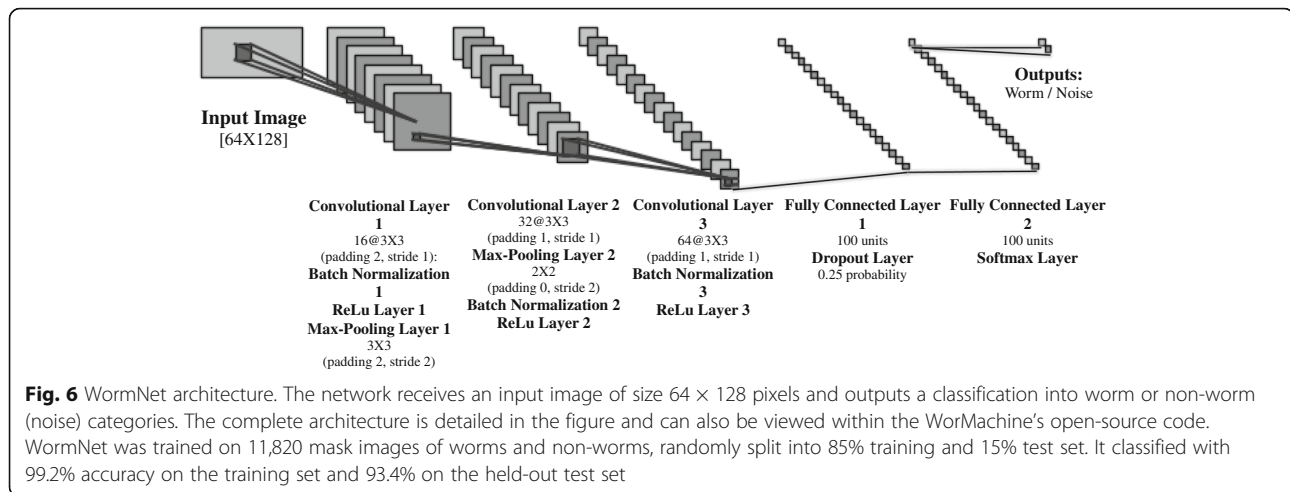 Input Image
[64X128]
Outputs:
Worm / Noise
Convolutional Layer
1
16@3X3
(padding 2, stride 1):
Batch Normalization
1
ReLu Layer 1
Max-Pooling Layer 1
3X3
(padding 2, stride 2)
Convolutional Layer 2
32@3X3
(padding 1, stride 1)
Max-Pooling Layer 2
2X2
(padding 0, stride 2)
Batch Normalization 2
ReLu Layer 2
Convolutional Layer
3
64@3X3
(padding 1, stride 1)
Batch Normalization
3
ReLu Layer 3
Fully Connected Layer
1
100 units
Dropout Layer
0.25 probability
Fully Connected Layer
2
100 units
Softmax Layer
Fig. 6 WormNet architecture. The network receives an input image of size 64 × 128 pixels and outputs a classification into worm or non-worm
(noise) categories. The complete architecture is detailed in the figure and can also be viewed within the WorMachine's open-source code.
WormNet was trained on 11,820 mask images of worms and non-worms, randomly split into 85% training and 15% test set. It classified with
99.2% accuracy on the training set and 93.4% on the held-out test set